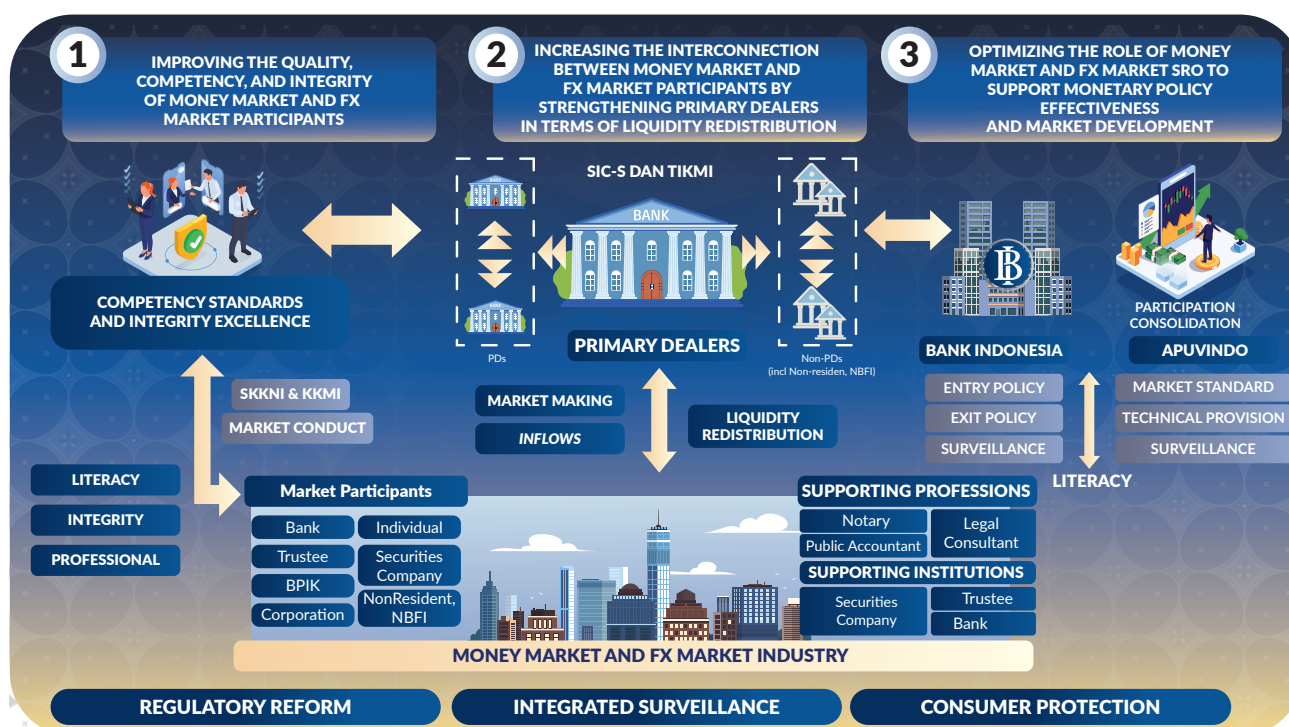 1
IMPROVING THE QUALITY,
COMPETENCY, AND INTEGRITY
OF MONEY MARKET AND FX
MARKET PARTICIPANTS
2
INCREASING THE INTERCONNECTION
BETWEEN MONEY MARKET AND
FX MARKET PARTICIPANTS BY
STRENGTHENING PRIMARY DEALERS
IN TERMS OF LIQUIDITY REDISTRIBUTION
3
OPTIMIZING THE ROLE OF MONEY
MARKET AND FX MARKET SRO TO
SUPPORT MONETARY POLICY
EFFECTIVENESS
AND MARKET DEVELOPMENT
COMPETENCY STANDARDS
AND INTEGRITY EXCELLENCE
SKKNI & KKMI
MARKET CONDUCT
LITERACY
INTEGRITY
PROFESSIONAL
SIC-S DAN TIKMI
BANK
BANK
BANK
PDs
PRIMARY DEALERS
Non-PDs
(incl Non-residen, NBFI)
MARKET MAKING
INFLOWS
LIQUIDITY
REDISTRIBUTION
PARTICIPATION
CONSOLIDATION
BANK INDONESIA
ENTRY POLICY
EXIT POLICY
SURVEILLANCE
APUVINDO
MARKET STANDARD
TECHNICAL PROVISION
SURVEILLANCE
LITERACY
Market Participants
Bank
Trustee
BPIK
Corporation
Individual
Securities
Company
NonResident,
NBFI
SUPPORTING PROFESSIONS
Notary
Public Accountant
Legal
Consultant
SUPPORTING INSTITUTIONS
Securities
Company
Trustee
Bank
MONEY MARKET AND FX MARKET INDUSTRY
REGULATORY REFORM
INTEGRATED SURVEILLANCE
CONSUMER PROTECTION